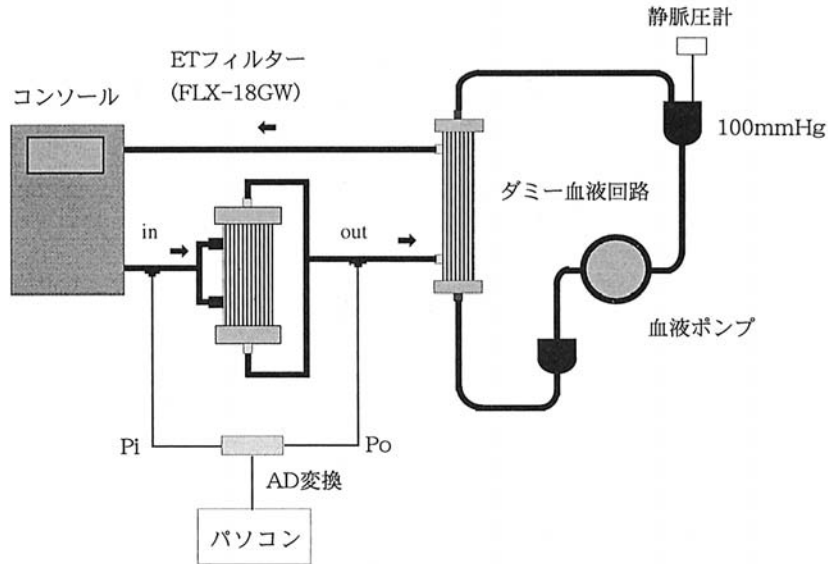 静脈圧計
ETフィルター
(FLX-18GW)
コンソール
100mmHg
ダミー血液回路
in
out
血液ポンプ
Pi
Po
AD変換
パソコン